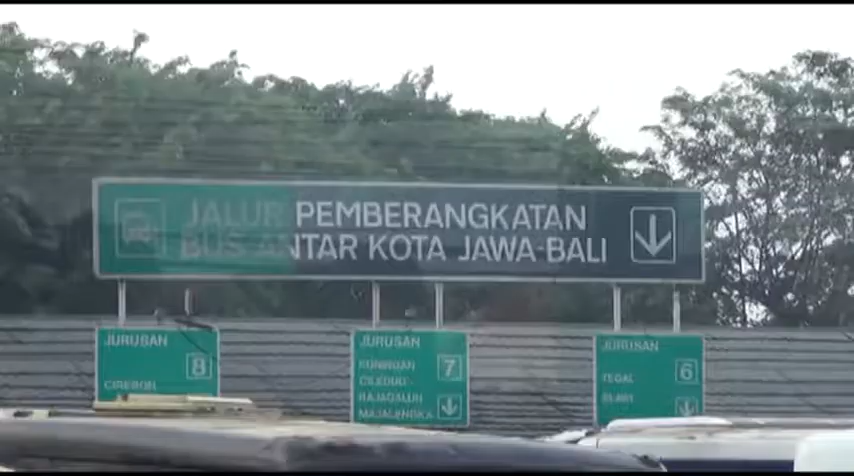 JALUR PEMBERANGKATAN
BUS ANTAR KOTA JAWA-BALI
JURUSAN
8
CIREBON
JURUSAN
7
KUNINGAN
CILEDUG
RAJAGALUH
MAJALENGKA
JURUSAN
6
TEGAL